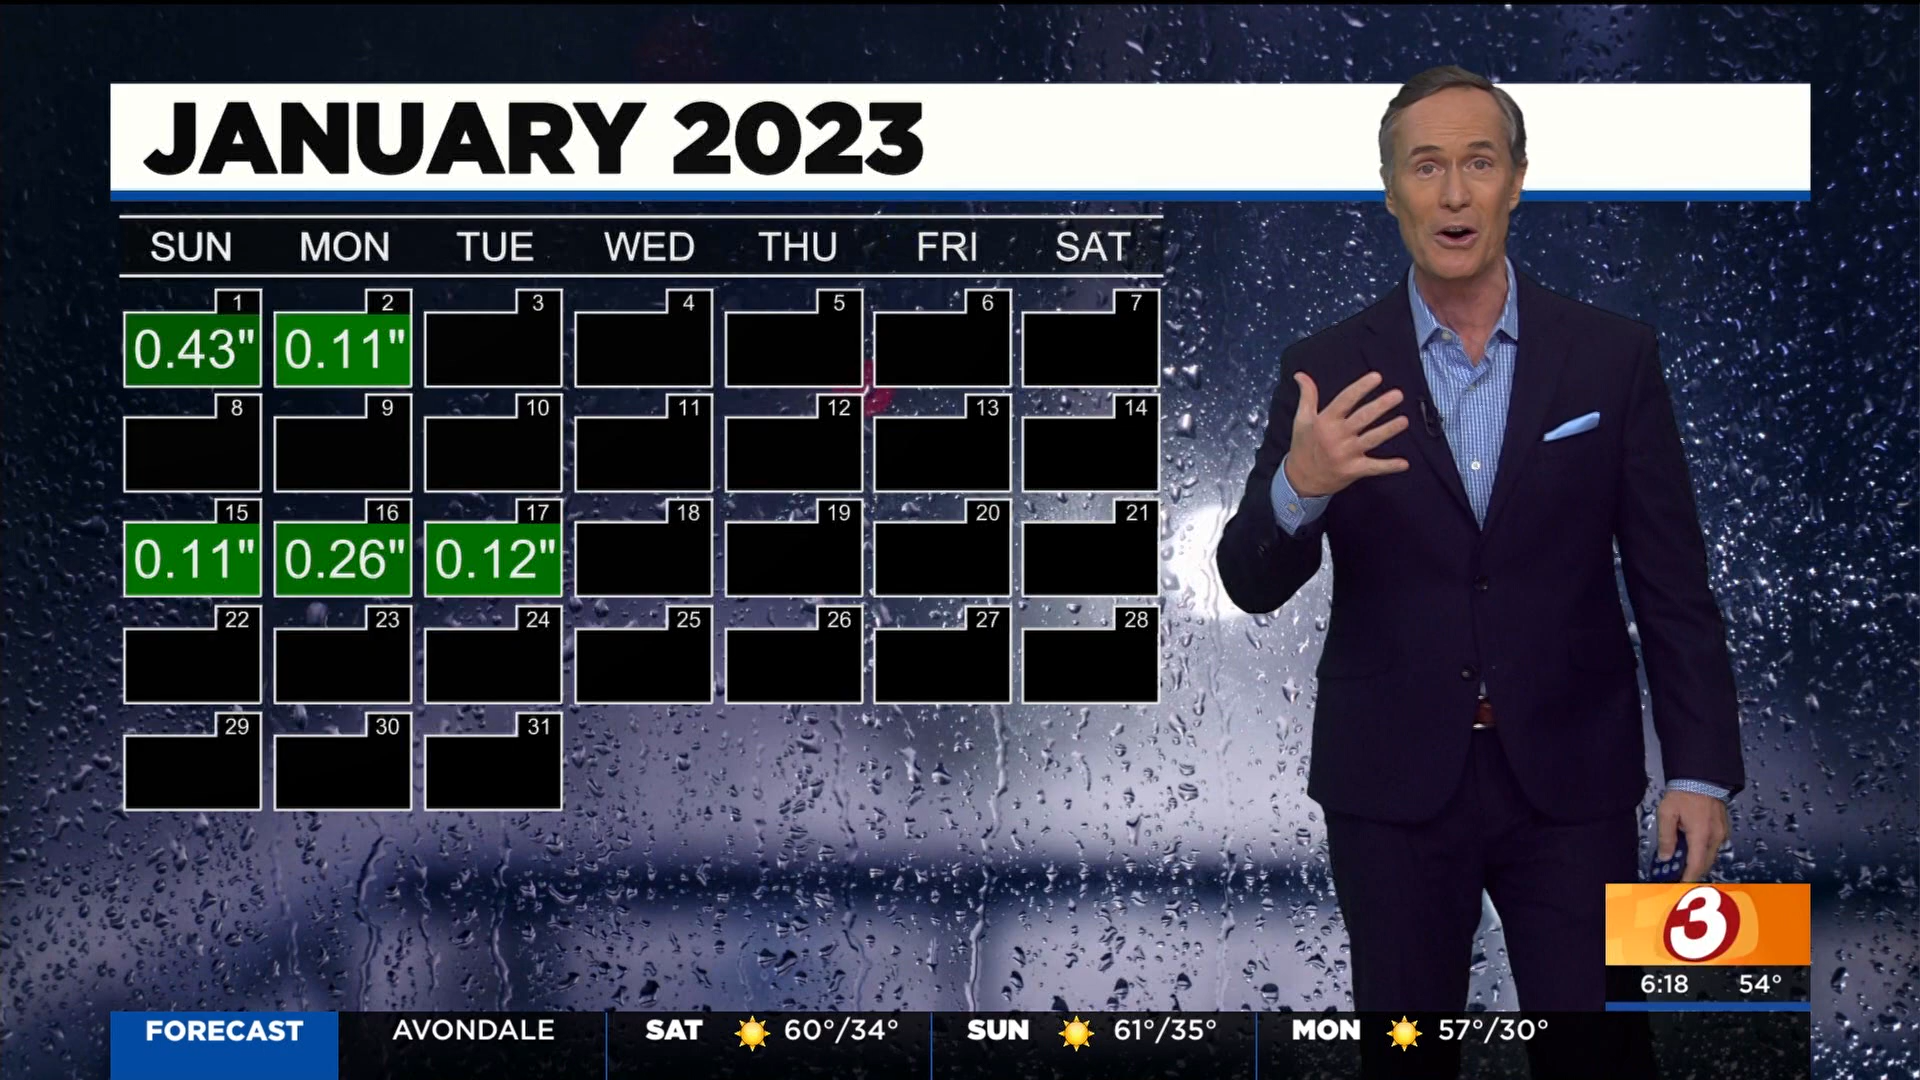 JANUARY 2023
SUN MON TUE WED THU FRI SAT
1 2 3 4 5 6 7
0.43" 0.11"
8 9 10 11 12 13 14
15 16 17 18 19 20 21
0.11" 0.26" 0.12"
22 23 24 25 26 27 28
29 30 31
3
6:18 54°
FORECAST AVONDALE SAT 60°/34° SUN 61°/35° MON 57°/30°